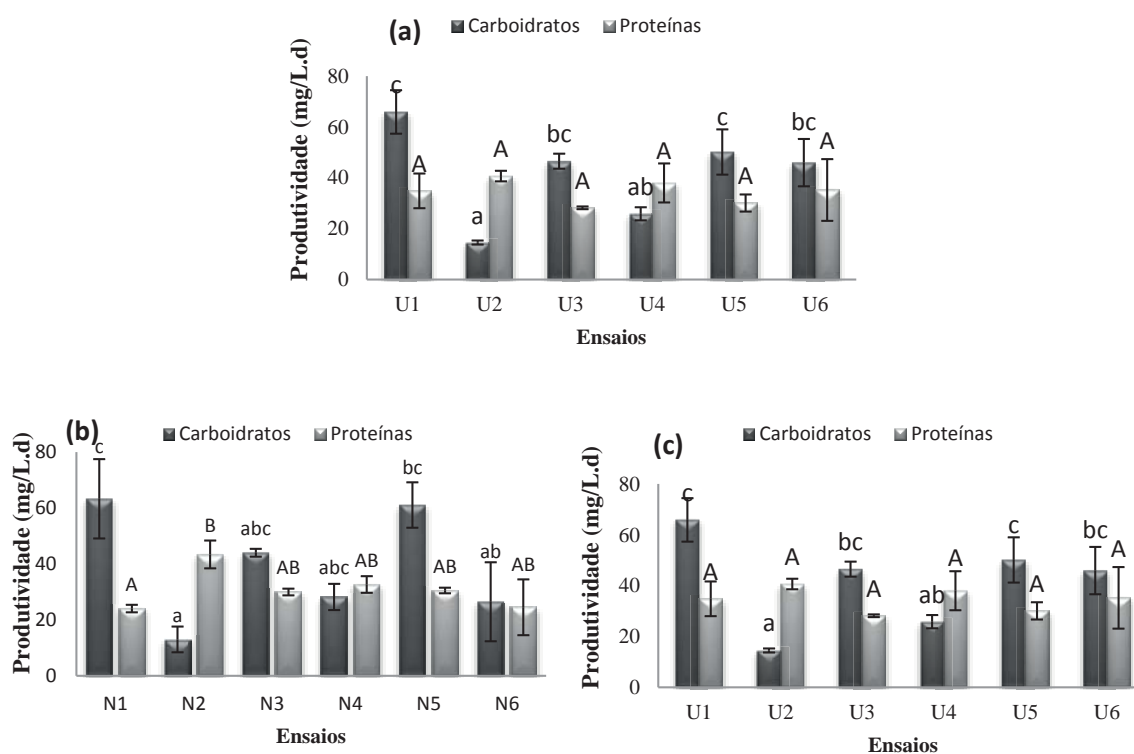 (a)
Carboidratos Proteínas
Produtividade (mg/L.d)
80
60
40
20
0
c A a A bc A ab A c A bc A
U1 U2 U3 U4 U5 U6
Ensaios
(b)
Carboidratos Proteínas
Produtividade (mg/L.d)
80
60
40
20
0
c A a B abc AB abc AB bc AB ab AB
N1 N2 N3 N4 N5 N6
Ensaios
(c)
Carboidratos Proteínas
Produtividade (mg/L.d)
80
60
40
20
0
c A a A bc A ab A c A bc A
U1 U2 U3 U4 U5 U6
Ensaios